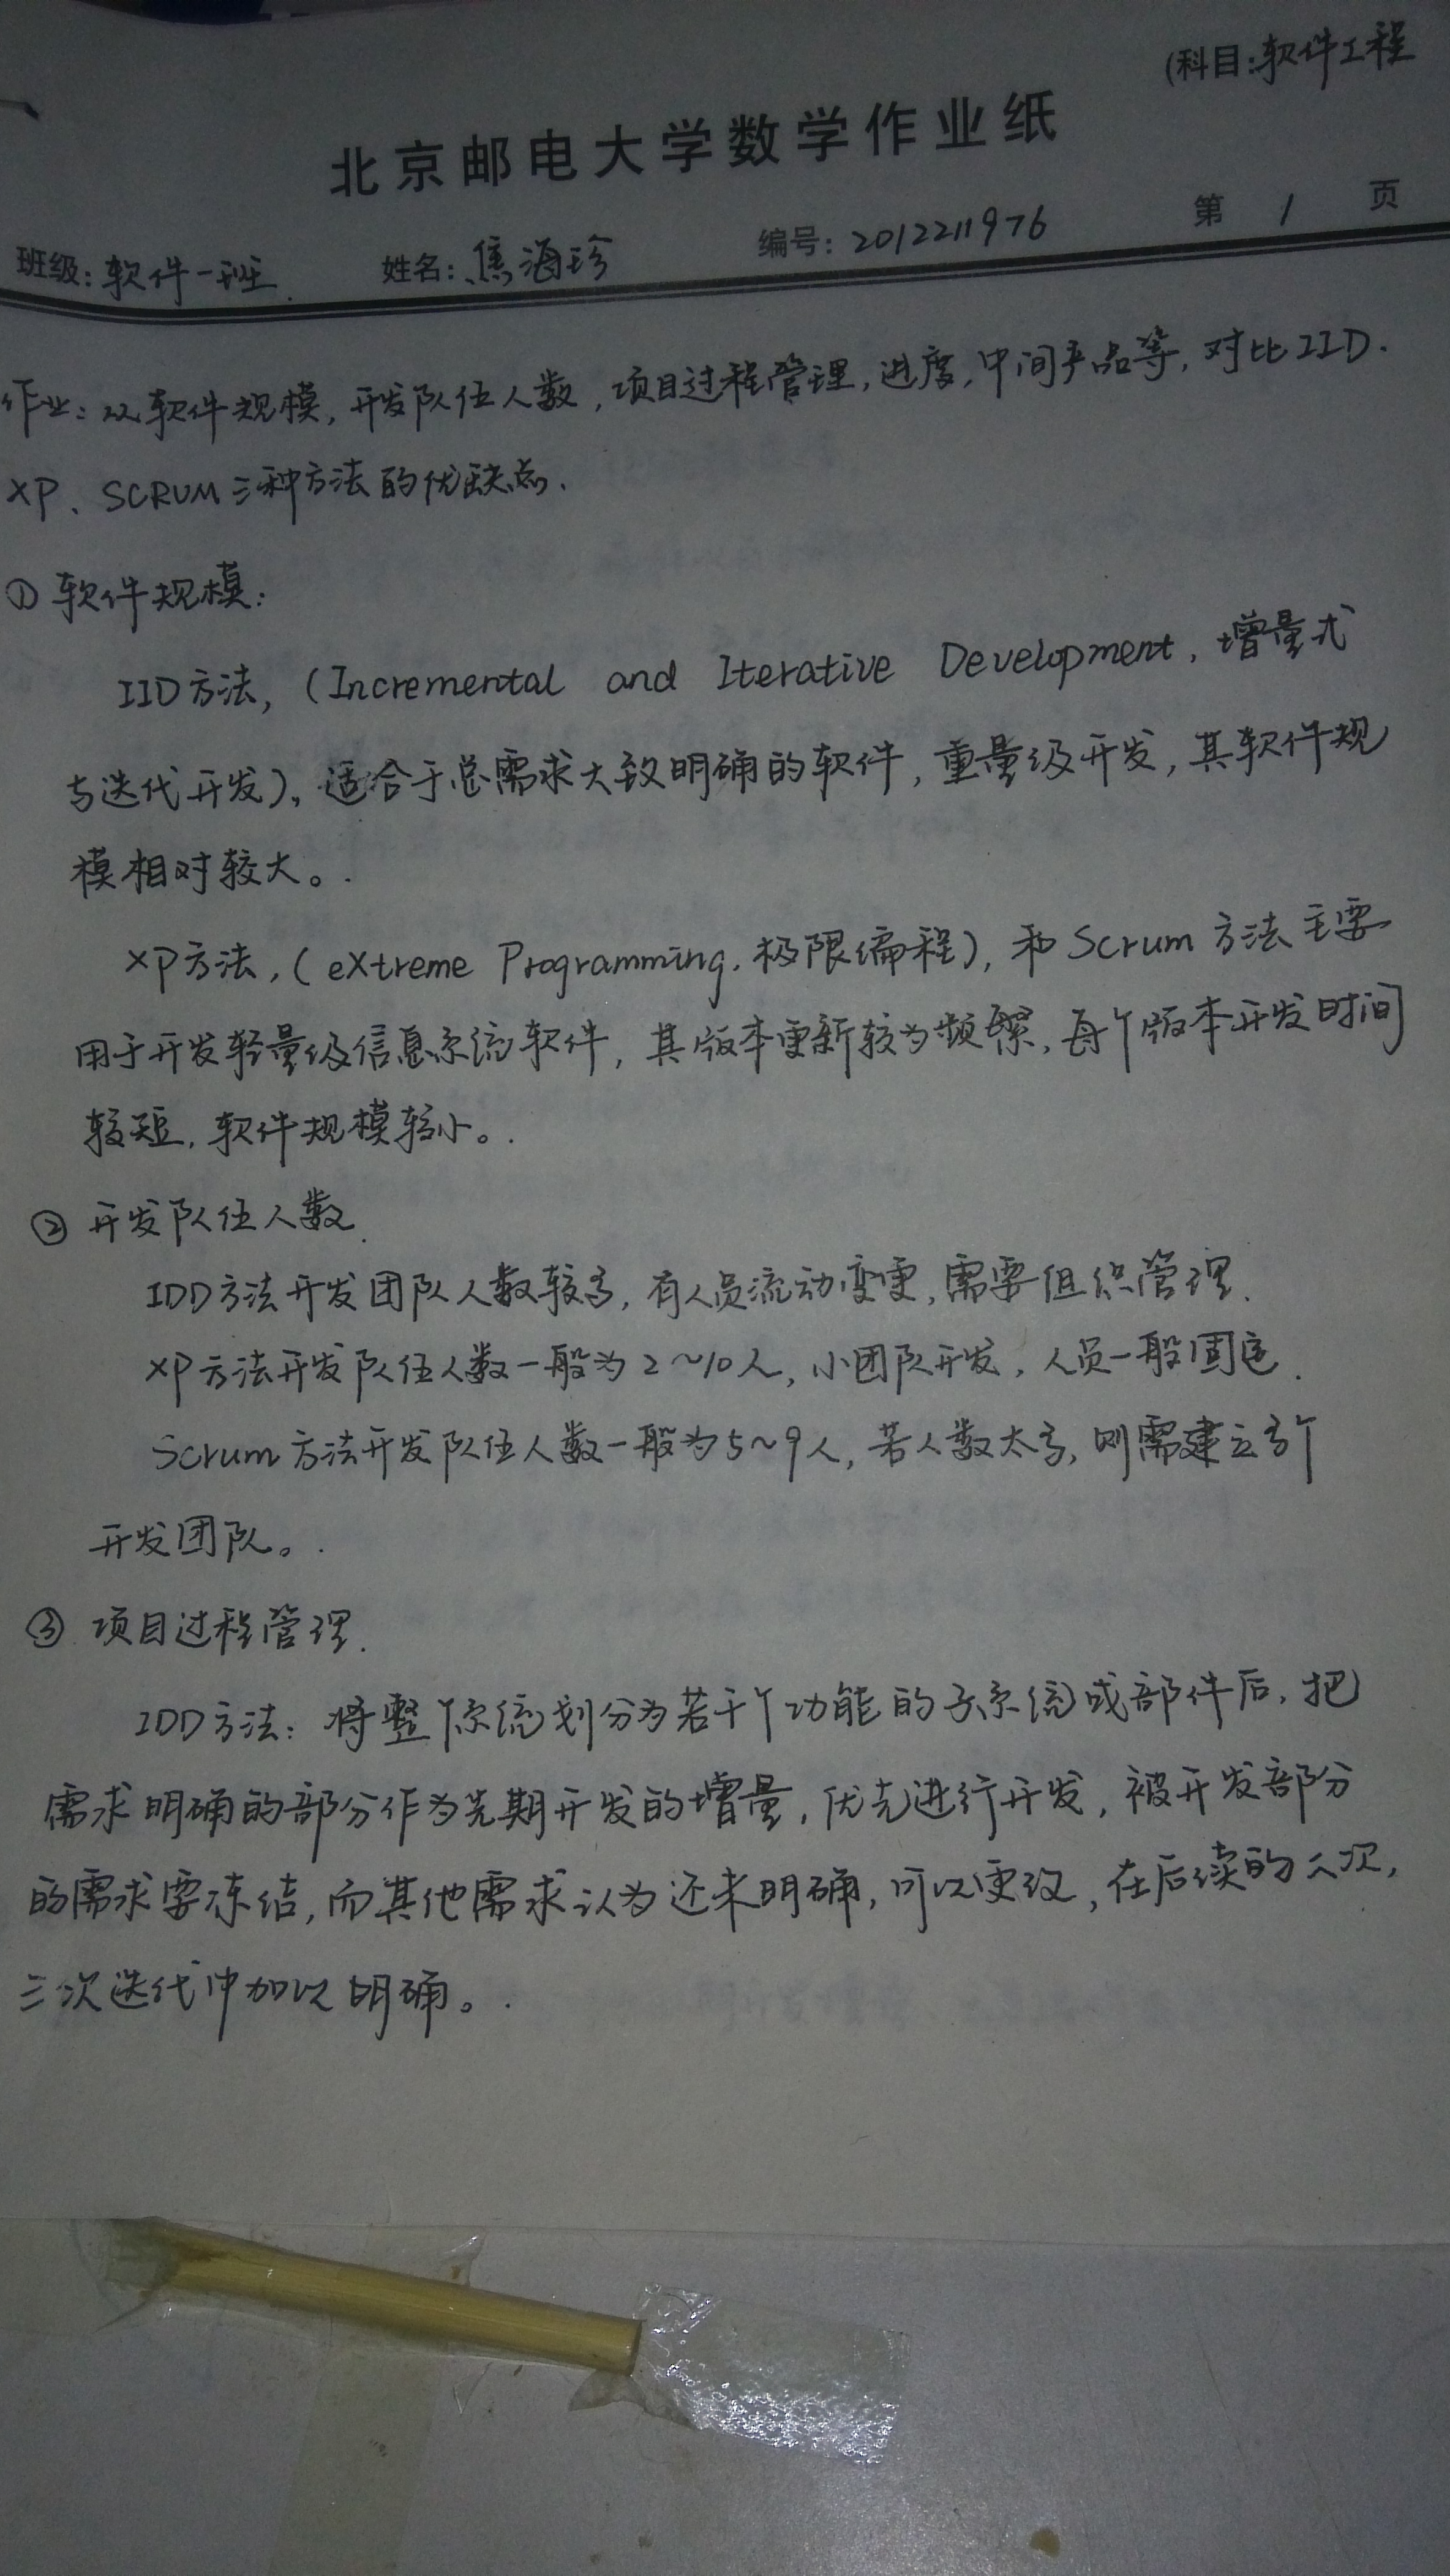 (科目:软件工程
北京邮电大学数学作业纸
班级:软件一班 姓名:焦海珍 编号:2012211976 第 1 页
作业:从软件规模,开发队伍人数,项目过程管理,进度,中间产品等,对比IID.
XP、SCRUM三种方法的优缺点.
① 软件规模:
IID方法,(Incremental and Iterative Development,增量式
与迭代开发)。适合于总需求大致明确的软件,重量级开发,其软件规
模相对较大。
XP方法,(eXtreme Programming,极限编程),和Scrum方法主要
用于开发轻量级信息系统软件,其版本更新较为频繁,每个版本开发时间
较短,软件规模较小。
② 开发队伍人数.
IDD方法开发团队人数较多,有人员流动变更,需要组织管理.
XP方法开发队伍人数一般为2~10人,小团队开发,人员一般固定.
Scrum方法开发队伍人数一般为5~9人,若人数太多,则需建立多个
开发团队。
③ 项目过程管理.
IDD方法:将整个系统划分为若干个功能的子系统或部件后,把
需求明确的部分作为先期开发的增量,优先进行开发,被开发部分
的需求要冻结,而其他需求认为还未明确,可以更改,在后续的二次,
三次迭代中加以明确。